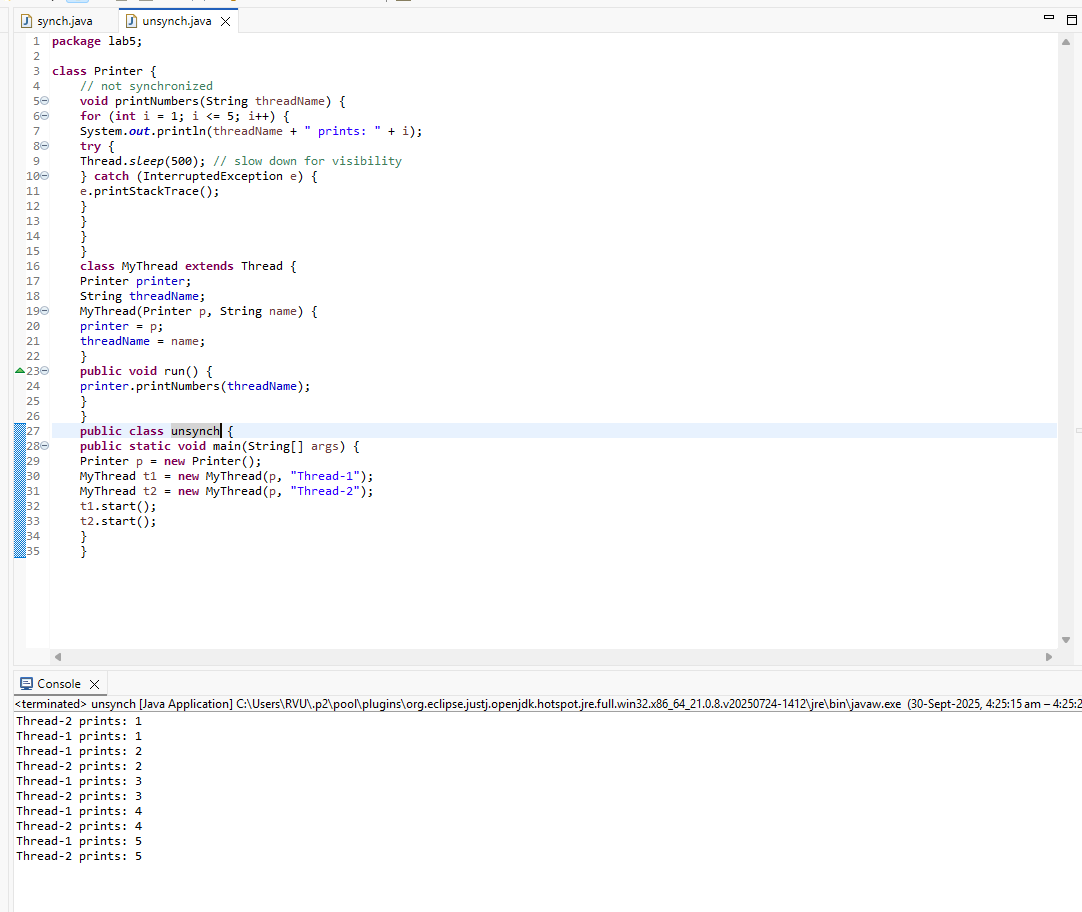 synch.java unsynch.java
1 package lab5;
2
3 class Printer {
4 // not synchronized
5 void printNumbers(String threadName) {
6 for (int i = 1; i <= 5; i++) {
7 System.out.println(threadName + " prints: " + i);
8 try {
9 Thread.sleep(500); // slow down for visibility
10 } catch (InterruptedException e) {
11 e.printStackTrace();
12 }
13 }
14 }
15 }
16 class MyThread extends Thread {
17 Printer printer;
18 String threadName;
19 MyThread(Printer p, String name) {
20 printer = p;
21 threadName = name;
22 }
23 public void run() {
24 printer.printNumbers(threadName);
25 }
26 }
27 public class unsynch {
28 public static void main(String[] args) {
29 Printer p = new Printer();
30 MyThread t1 = new MyThread(p, "Thread-1");
31 MyThread t2 = new MyThread(p, "Thread-2");
32 t1.start();
33 t2.start();
34 }
35 }
Console
<terminated> unsynch [Java Application] C:\Users\RVU\.p2\pool\plugins\org.eclipse.justj.openjdk.hotspot.jre.full.win32.x86_64_21.0.8.v20250724-1412\jre\bin\javaw.exe (30-Sept-2025, 4:25:15 am – 4:25:2
Thread-2 prints: 1
Thread-1 prints: 1
Thread-1 prints: 2
Thread-2 prints: 2
Thread-1 prints: 3
Thread-2 prints: 3
Thread-1 prints: 4
Thread-2 prints: 4
Thread-1 prints: 5
Thread-2 prints: 5